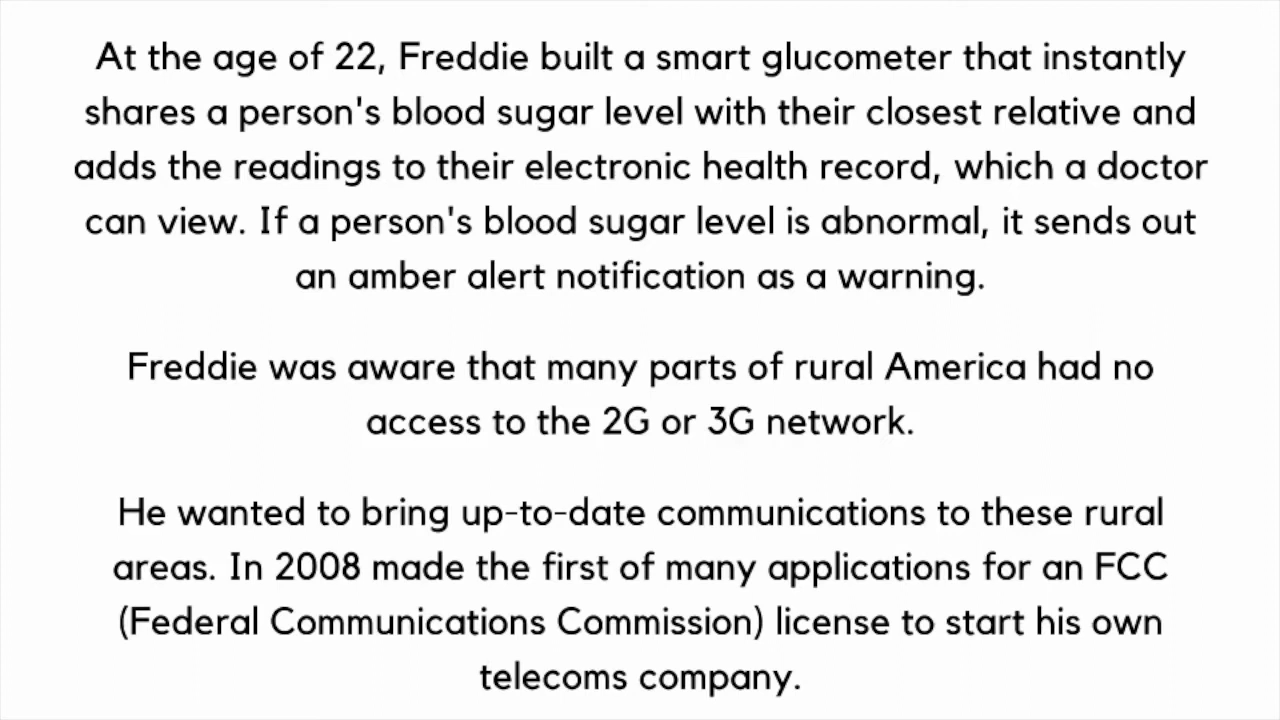 At the age of 22, Freddie built a smart glucometer that instantly
shares a person's blood sugar level with their closest relative and
adds the readings to their electronic health record, which a doctor
can view. If a person's blood sugar level is abnormal, it sends out
an amber alert notification as a warning.
Freddie was aware that many parts of rural America had no
access to the 2G or 3G network.
He wanted to bring up-to-date communications to these rural
areas. In 2008 made the first of many applications for an FCC
(Federal Communications Commission) license to start his own
telecoms company.